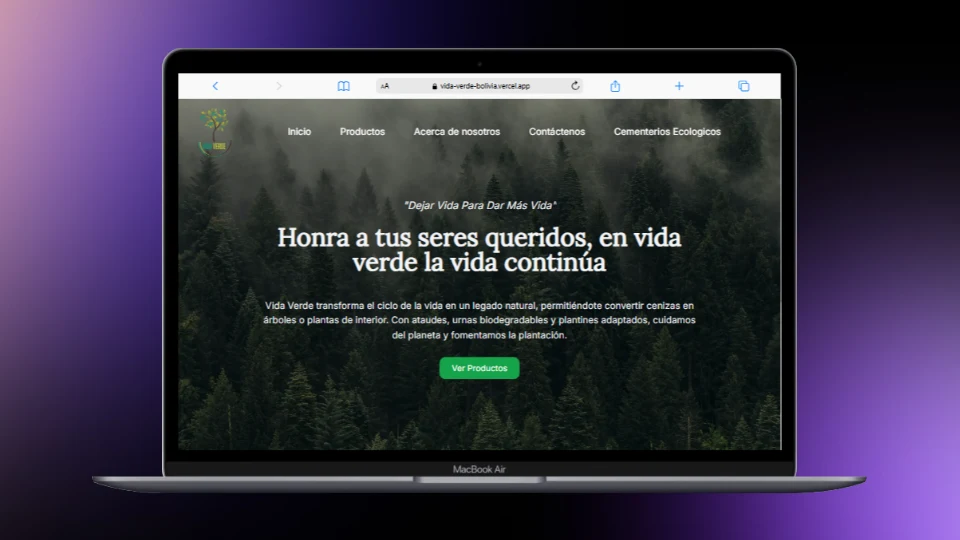 AA vida-verde-bolivia.vercel.app
VERDE
Inicio Productos Acerca de nosotros Contáctenos Cementerios Ecologicos
"Dejar Vida Para Dar Más Vida"
Honra a tus seres queridos, en vida
verde la vida continúa
Vida Verde transforma el ciclo de la vida en un legado natural, permitiéndote convertir cenizas en
árboles o plantas de interior. Con ataudes, urnas biodegradables y plantines adaptados, cuidamos
del planeta y fomentamos la plantación.
Ver Productos
MacBook Air